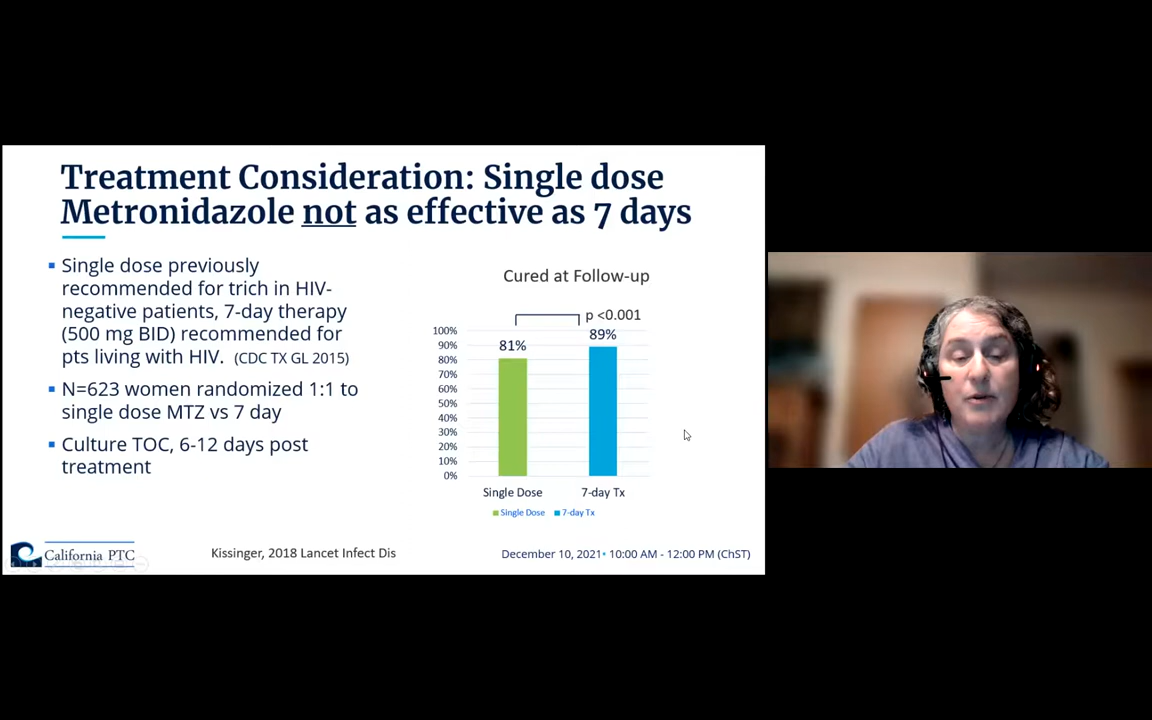 Treatment Consideration: Single dose
Metronidazole not as effective as 7 days
▪ Single dose previously
recommended for trich in HIV-
negative patients, 7-day therapy
(500 mg BID) recommended for
pts living with HIV. (CDC TX GL 2015)
▪ N=623 women randomized 1:1 to
single dose MTZ vs 7 day
▪ Culture TOC, 6-12 days post
treatment
Cured at Follow-up
p <0.001
100%
90%
80%
70%
60%
50%
40%
30%
20%
10%
0%
81%
89%
Single Dose
7-day Tx
Single Dose
7-day Tx
California PTC
Kissinger, 2018 Lancet Infect Dis
December 10, 2021• 10:00 AM - 12:00 PM (ChST)